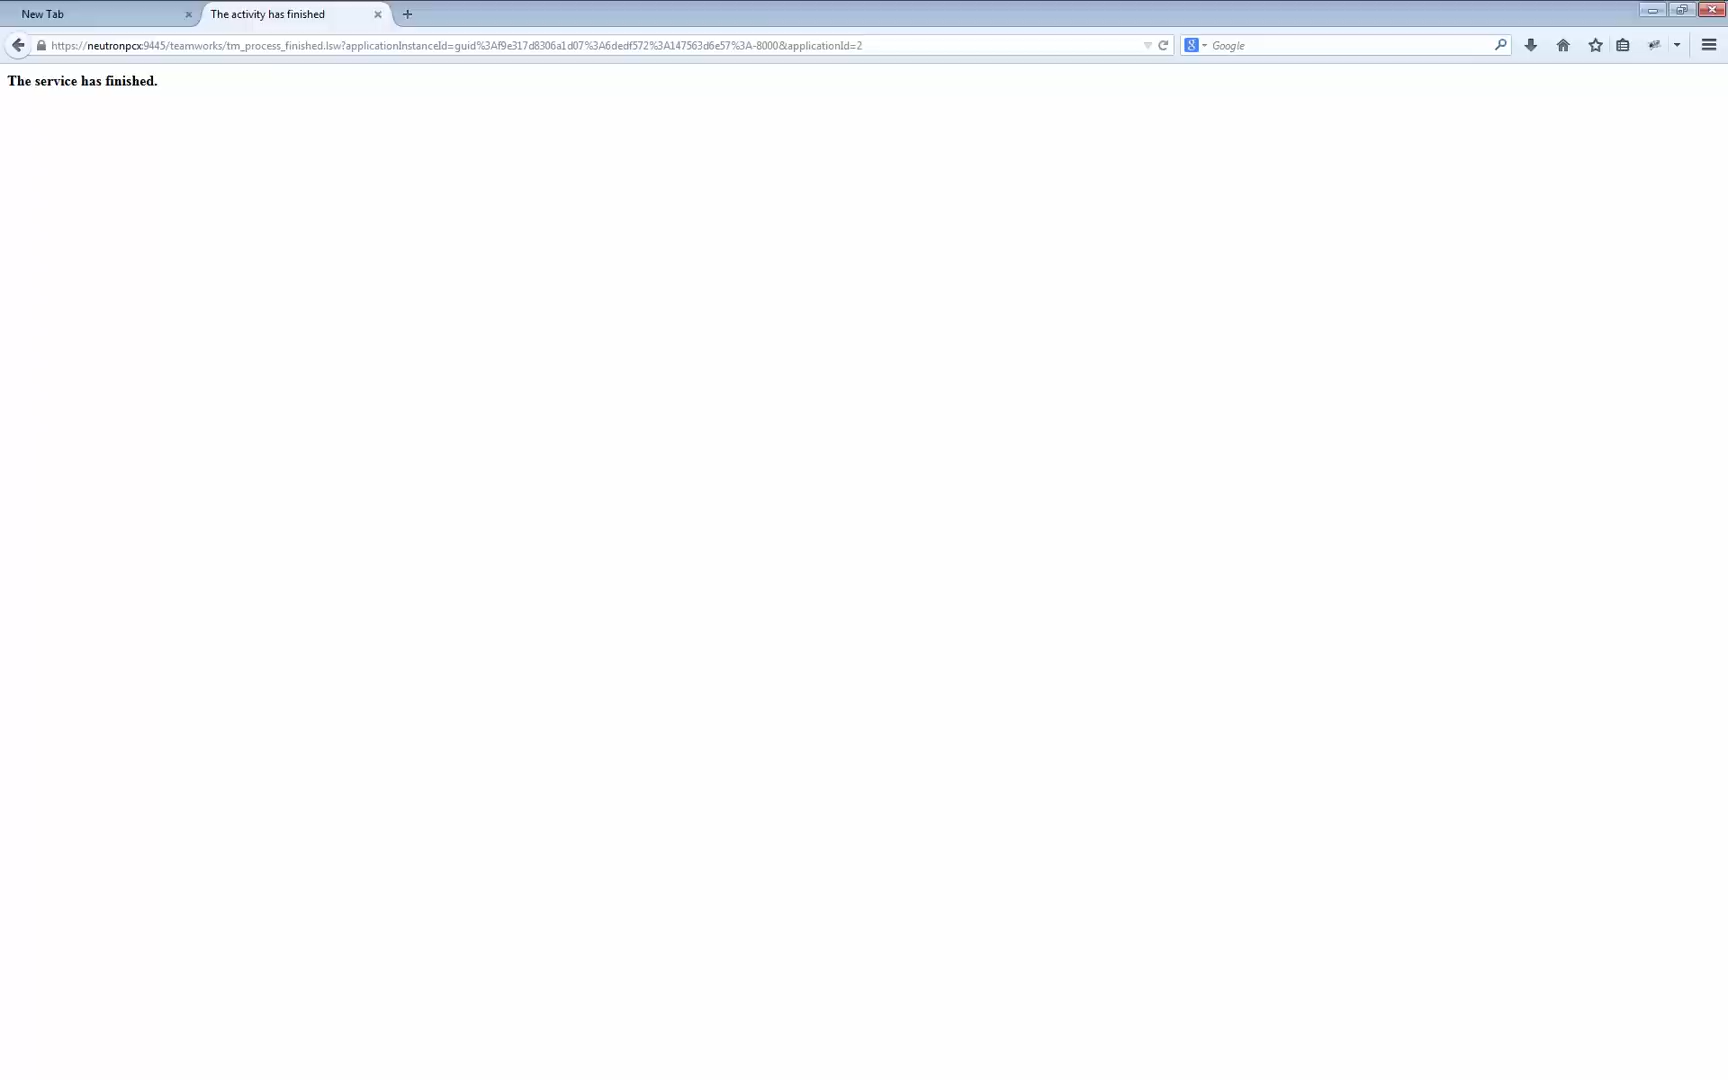 New Tab
The activity has finished
https://neutronpcx:9445/teamworks/tm_process_finished.lsw?applicationInstanceId=guid%3Af9e317d8306a1d07%3A6dedf572%3A147563d6e57%3A-8000&applicationId=2
Google
The service has finished.